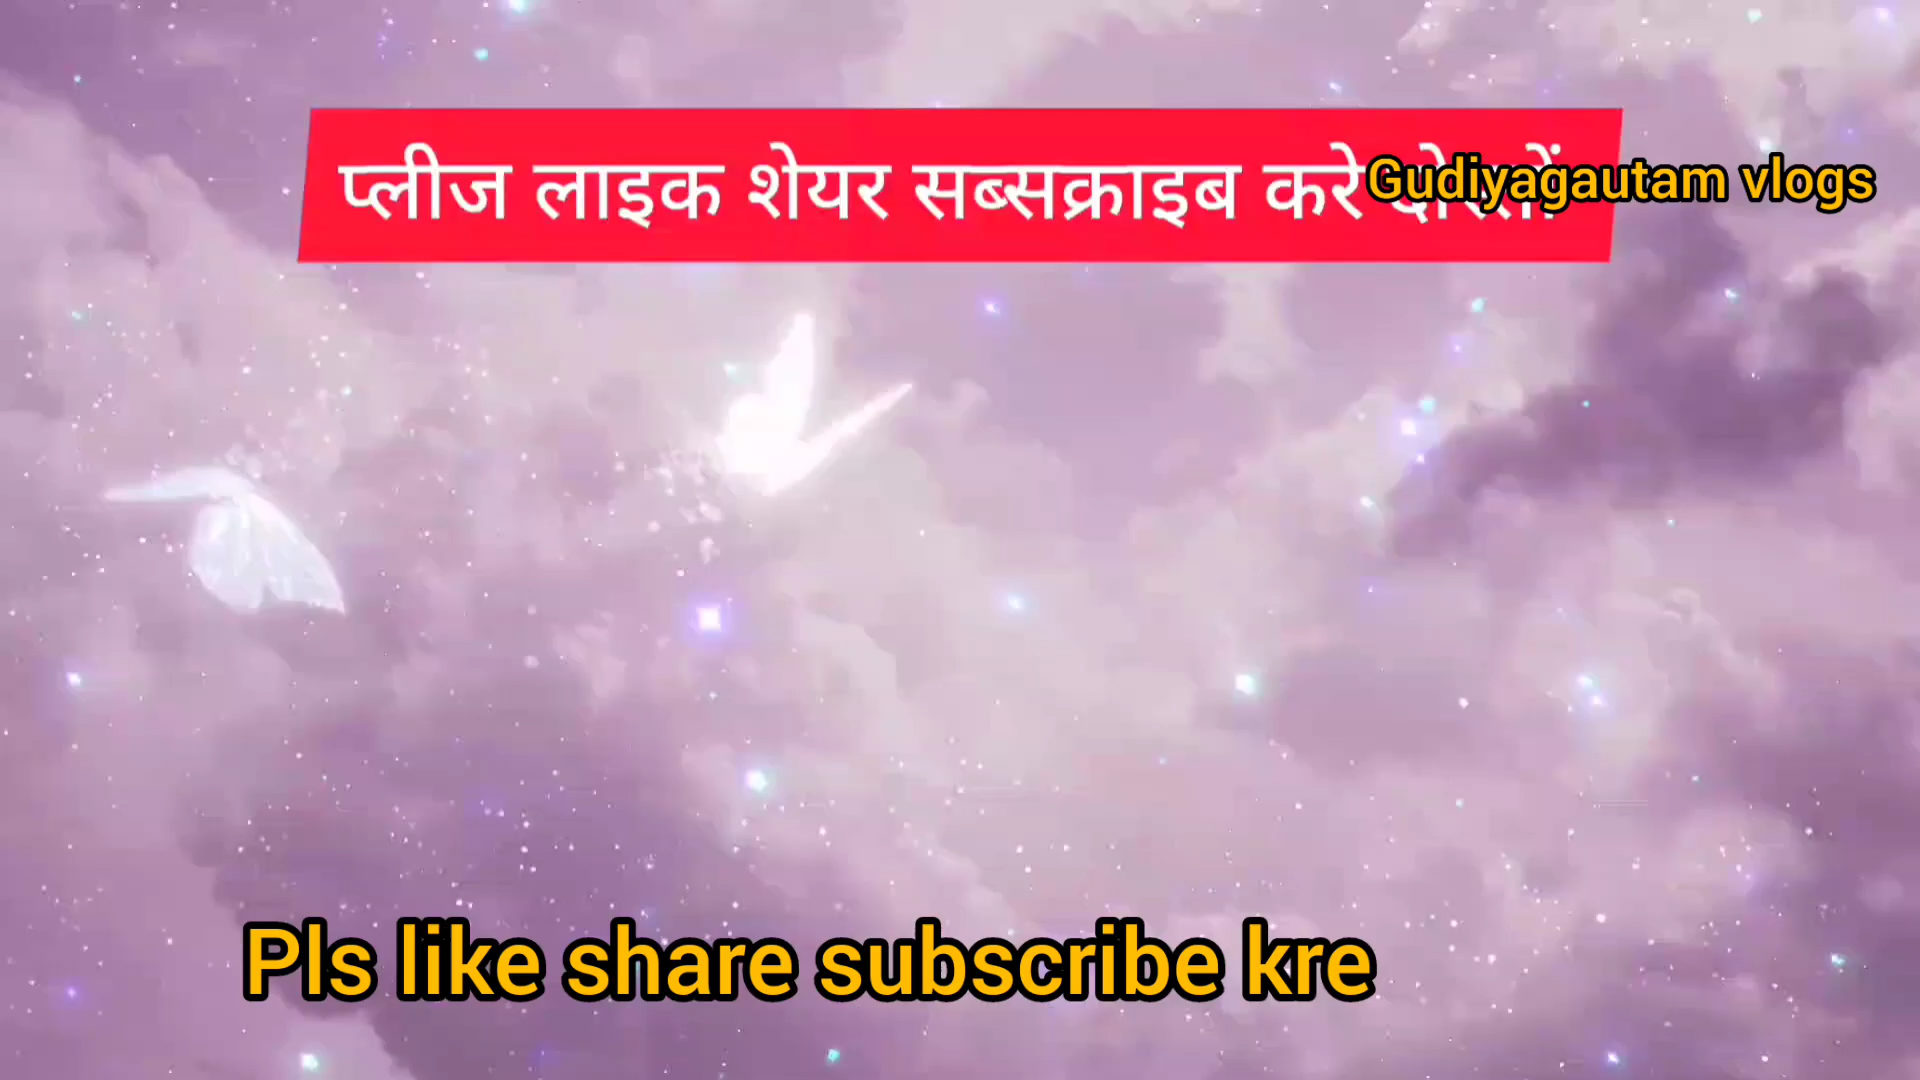 प्लीज लाइक शेयर सब्सक्राइब करे दोस्तों
Gudiyagautam vlogs
Pls like share subscribe kre